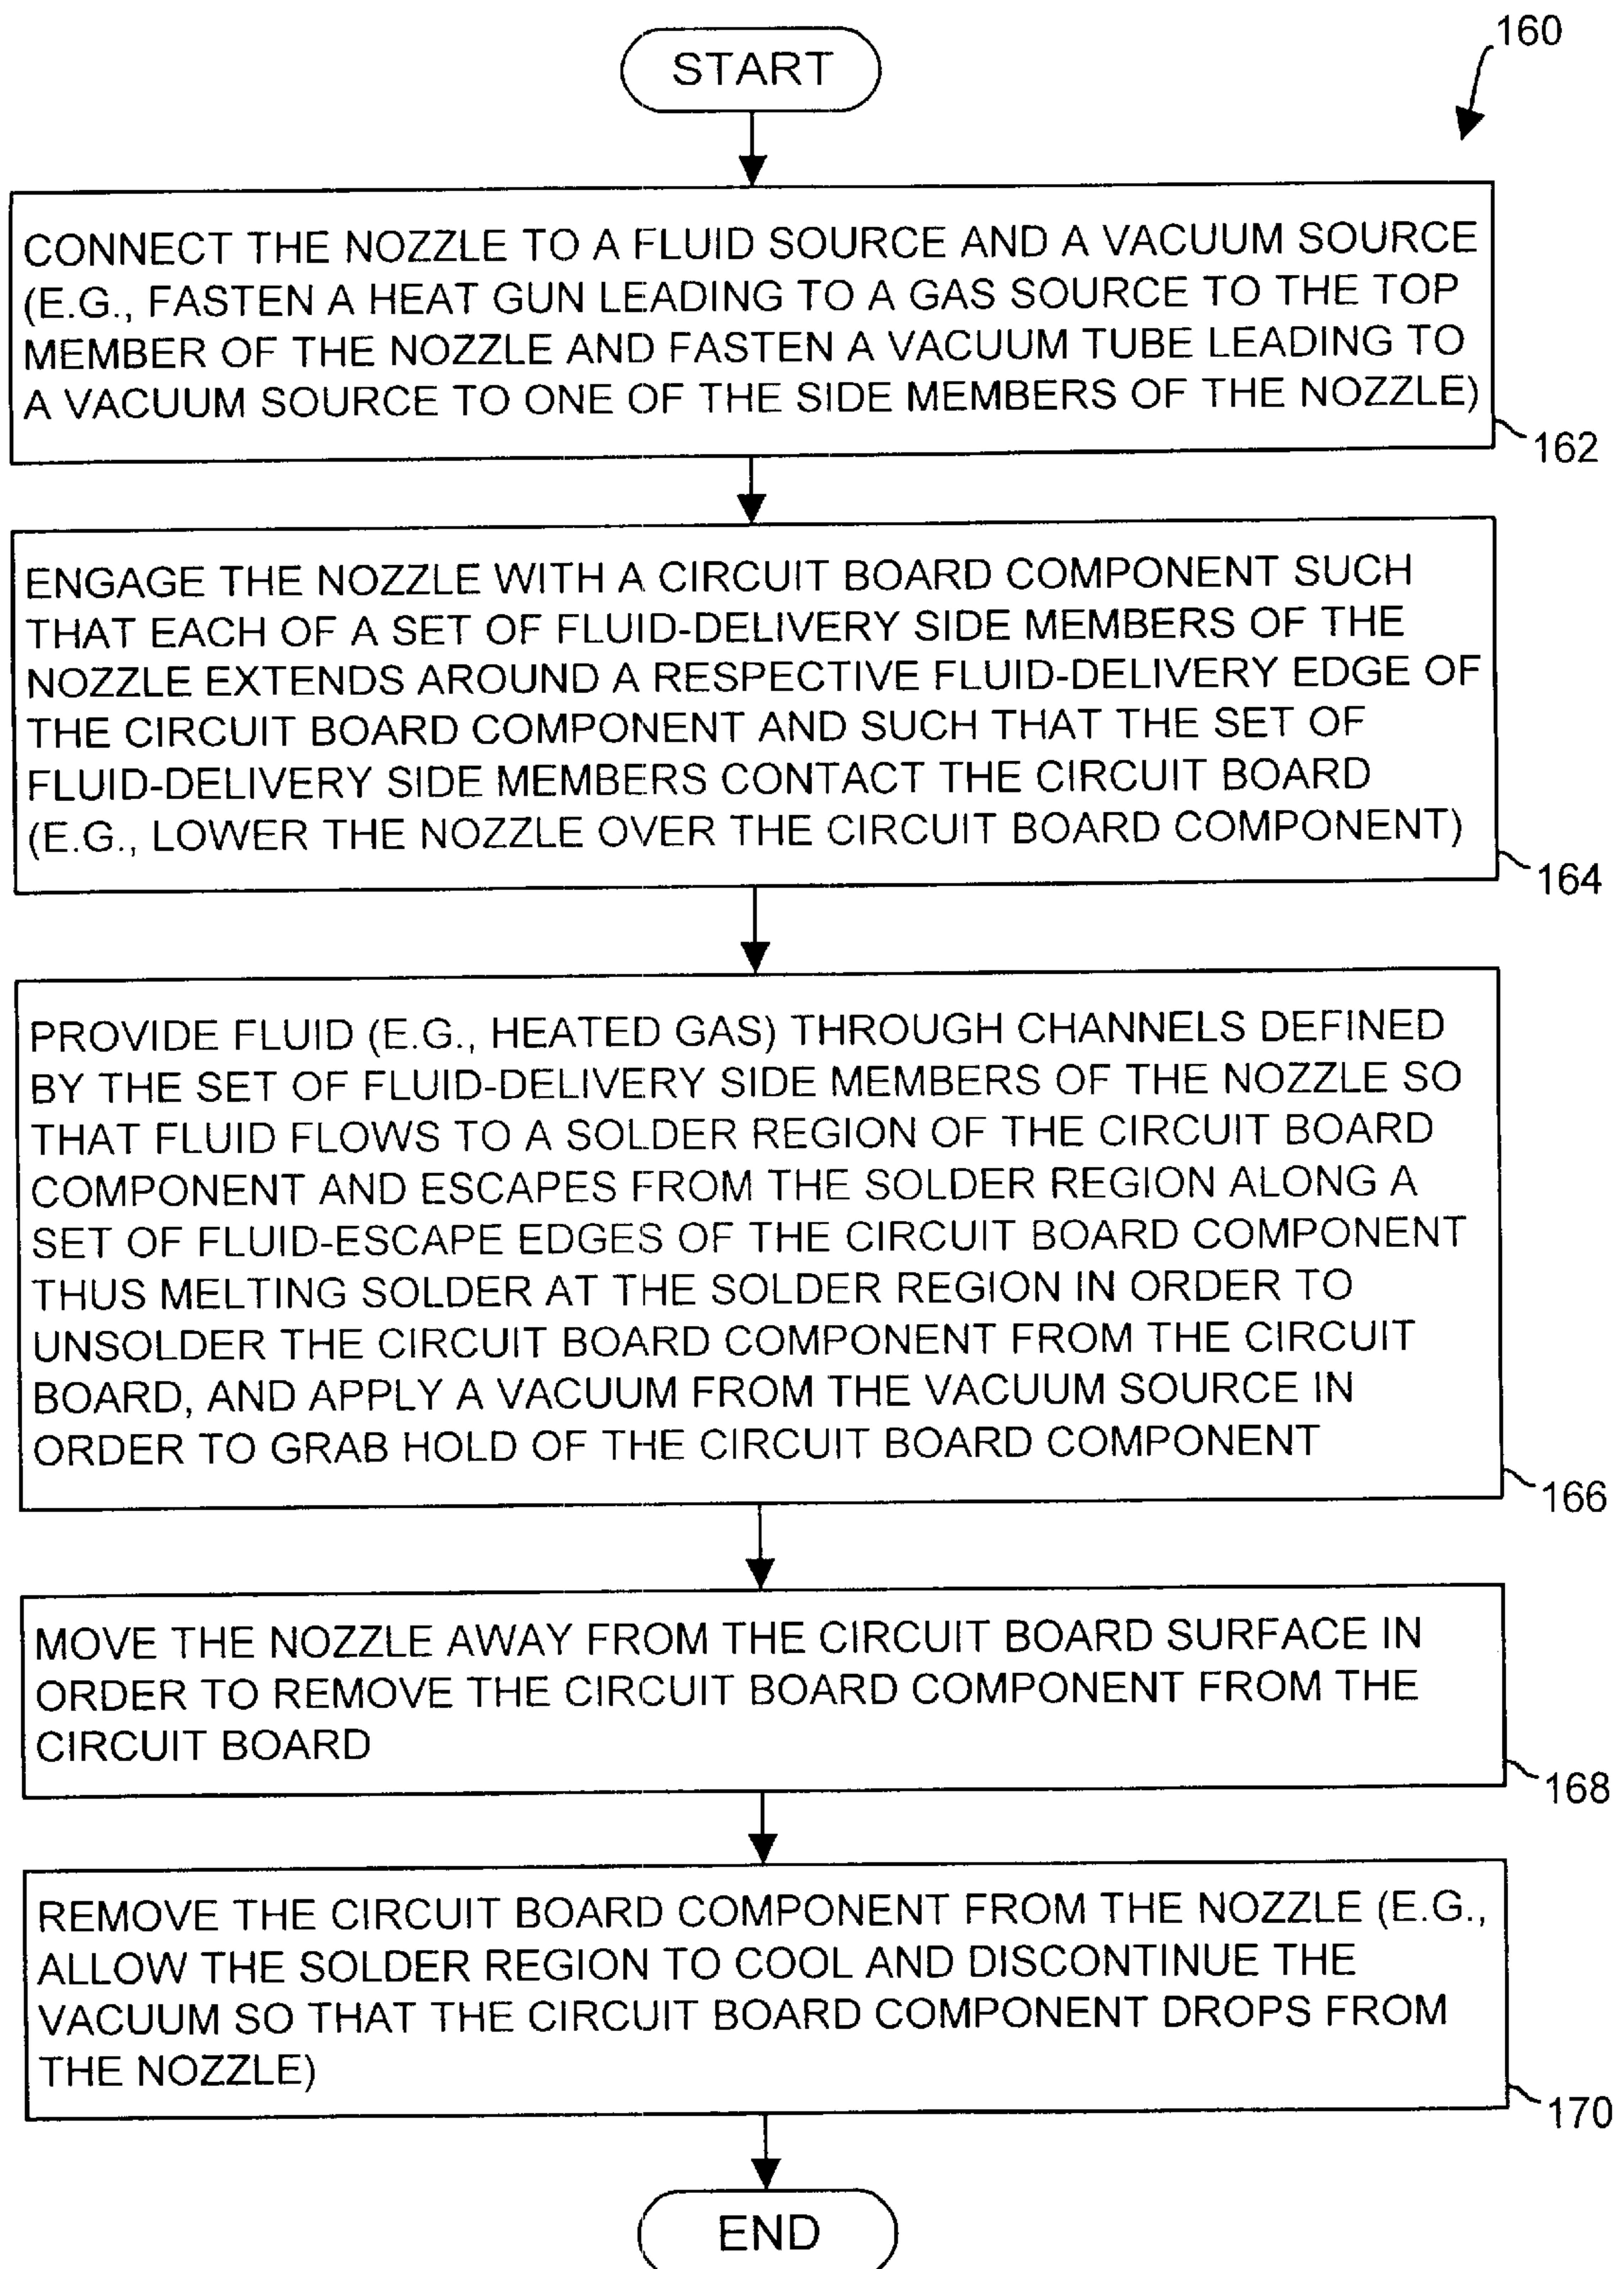 160
START
CONNECT THE NOZZLE TO A FLUID SOURCE AND A VACUUM SOURCE
(E.G., FASTEN A HEAT GUN LEADING TO A GAS SOURCE TO THE TOP
MEMBER OF THE NOZZLE AND FASTEN A VACUUM TUBE LEADING TO
A VACUUM SOURCE TO ONE OF THE SIDE MEMBERS OF THE NOZZLE)
162
ENGAGE THE NOZZLE WITH A CIRCUIT BOARD COMPONENT SUCH
THAT EACH OF A SET OF FLUID-DELIVERY SIDE MEMBERS OF THE
NOZZLE EXTENDS AROUND A RESPECTIVE FLUID-DELIVERY EDGE OF
THE CIRCUIT BOARD COMPONENT AND SUCH THAT THE SET OF
FLUID-DELIVERY SIDE MEMBERS CONTACT THE CIRCUIT BOARD
(E.G., LOWER THE NOZZLE OVER THE CIRCUIT BOARD COMPONENT)
164
PROVIDE FLUID (E.G., HEATED GAS) THROUGH CHANNELS DEFINED
BY THE SET OF FLUID-DELIVERY SIDE MEMBERS OF THE NOZZLE SO
THAT FLUID FLOWS TO A SOLDER REGION OF THE CIRCUIT BOARD
COMPONENT AND ESCAPES FROM THE SOLDER REGION ALONG A
SET OF FLUID-ESCAPE EDGES OF THE CIRCUIT BOARD COMPONENT
THUS MELTING SOLDER AT THE SOLDER REGION IN ORDER TO
UNSOLDER THE CIRCUIT BOARD COMPONENT FROM THE CIRCUIT
BOARD, AND APPLY A VACUUM FROM THE VACUUM SOURCE IN
ORDER TO GRAB HOLD OF THE CIRCUIT BOARD COMPONENT
166
MOVE THE NOZZLE AWAY FROM THE CIRCUIT BOARD SURFACE IN
ORDER TO REMOVE THE CIRCUIT BOARD COMPONENT FROM THE
CIRCUIT BOARD
168
REMOVE THE CIRCUIT BOARD COMPONENT FROM THE NOZZLE (E.G.,
ALLOW THE SOLDER REGION TO COOL AND DISCONTINUE THE
VACUUM SO THAT THE CIRCUIT BOARD COMPONENT DROPS FROM
THE NOZZLE)
170
END